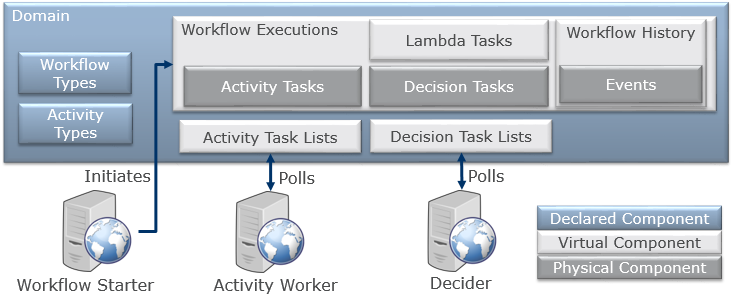 Domain
Workflow Executions
Lambda Tasks
Workflow History
Workflow
Types
Activity Tasks
Decision Tasks
Events
Activity
Types
Activity Task Lists
Decision Task Lists
Initiates
Polls
Polls
Workflow Starter
Activity Worker
Decider
Declared Component
Virtual Component
Physical Component